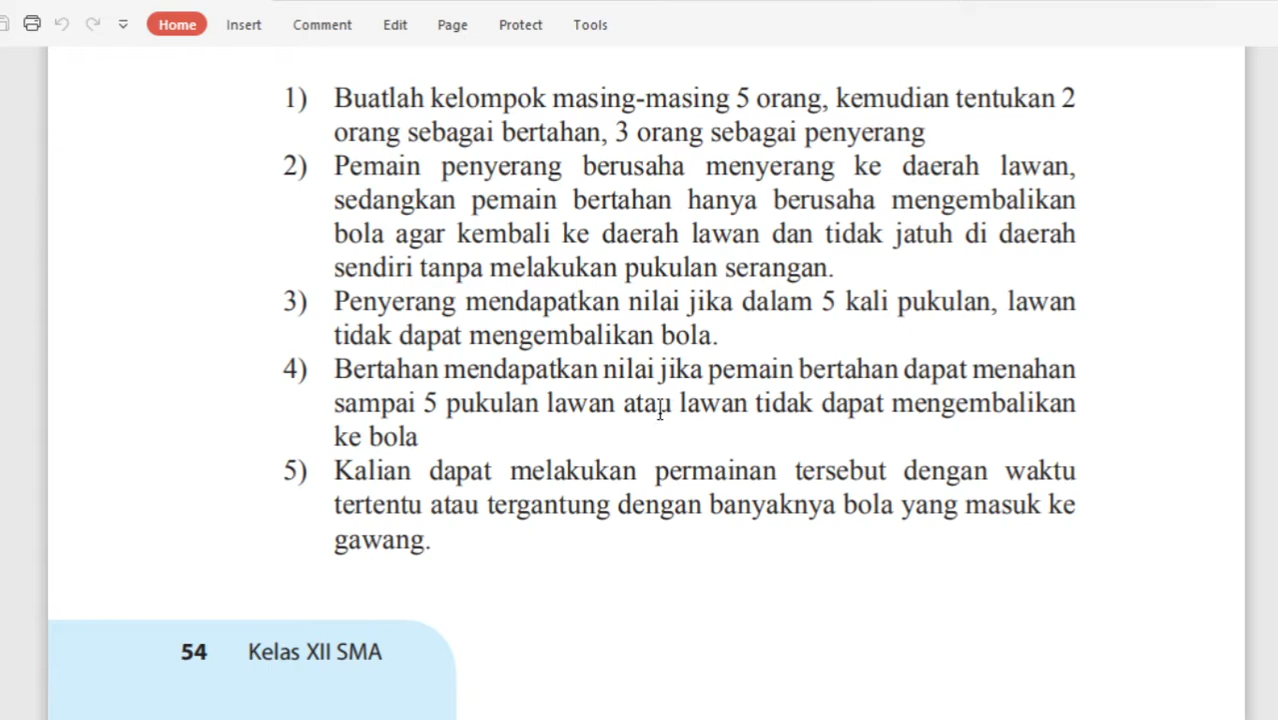 Home Insert Comment Edit Page Protect Tools
1) Buatlah kelompok masing-masing 5 orang, kemudian tentukan 2
orang sebagai bertahan, 3 orang sebagai penyerang
2) Pemain penyerang berusaha menyerang ke daerah lawan,
sedangkan pemain bertahan hanya berusaha mengembalikan
bola agar kembali ke daerah lawan dan tidak jatuh di daerah
sendiri tanpa melakukan pukulan serangan.
3) Penyerang mendapatkan nilai jika dalam 5 kali pukulan, lawan
tidak dapat mengembalikan bola.
4) Bertahan mendapatkan nilai jika pemain bertahan dapat menahan
sampai 5 pukulan lawan atau lawan tidak dapat mengembalikan
ke bola
5) Kalian dapat melakukan permainan tersebut dengan waktu
tertentu atau tergantung dengan banyaknya bola yang masuk ke
gawang.
54 Kelas XII SMA